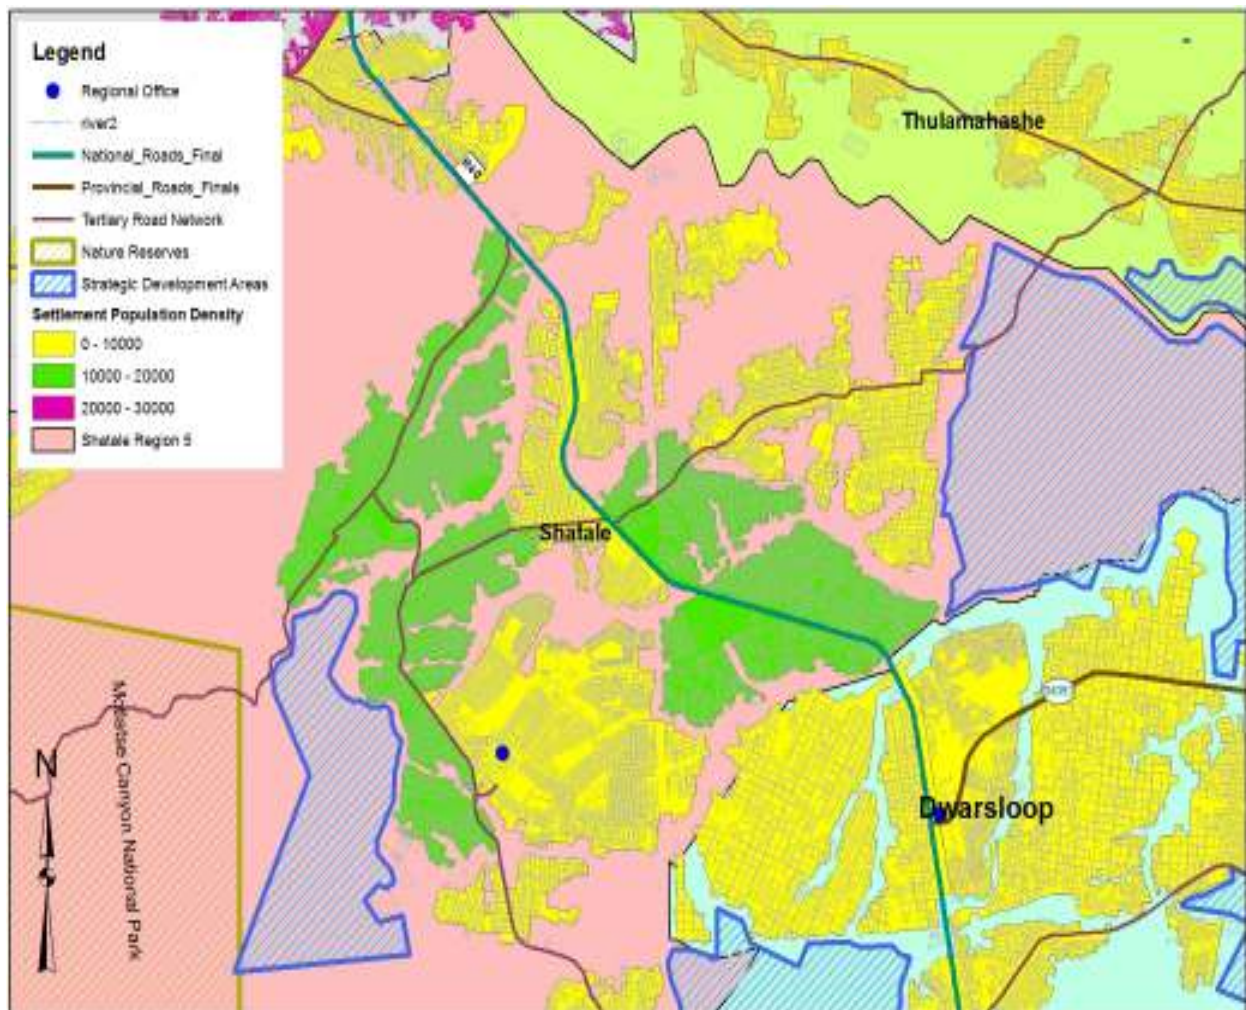 Legend
Regional Office
river2
National_Roads_Final
Provincial_Roads_Finals
Tertiary Road Network
Nature Reserves
Strategic Development Areas
Settlement Population Density
0 - 10000
10000 - 20000
20000 - 30000
Shatale Region 5
R40
Thulamahashe
Shatale
Dwarsloop
Canyon National Park
N